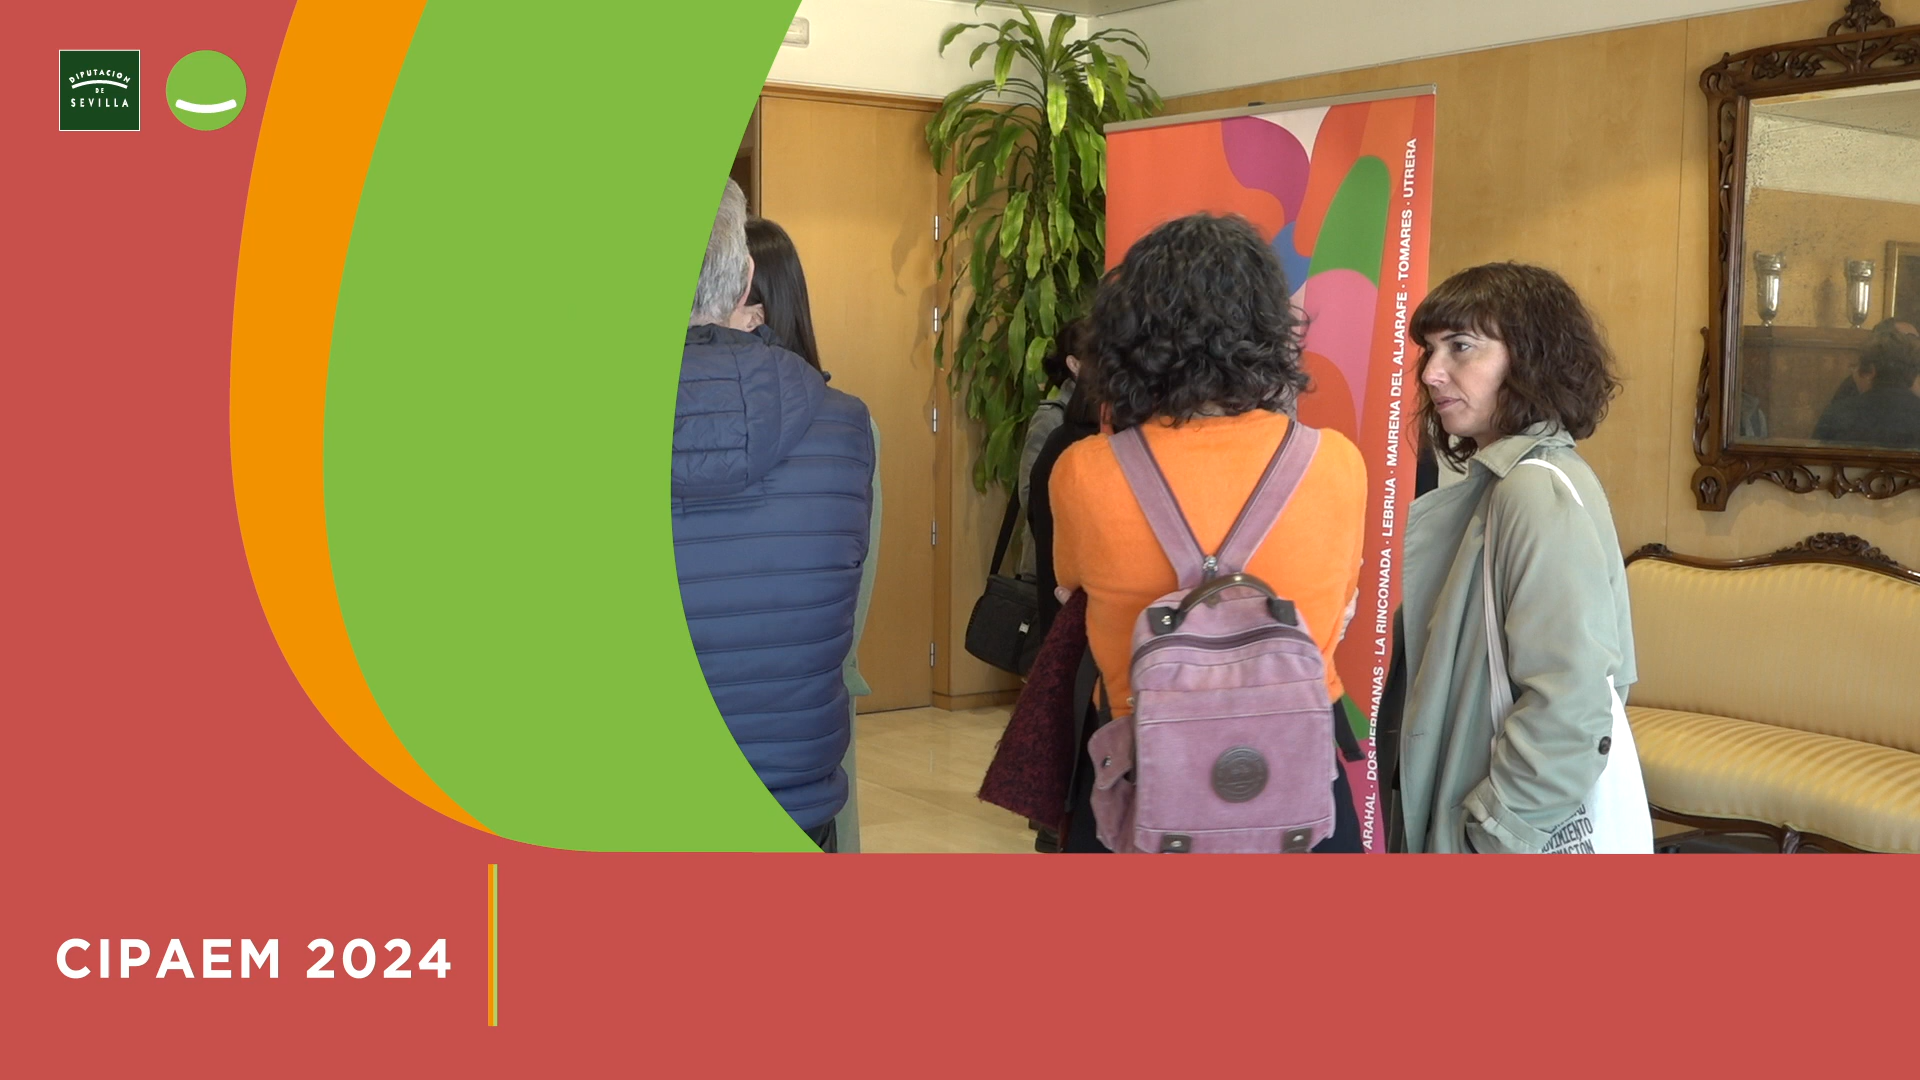 DIPUTACION
DE
SEVILLA
ARAHAL · DOS HERMANAS · LA RINCONADA · LEBRIJA · MAIRENA DEL ALJARAFE · TOMARES · UTRERA
CIPAEM 2024